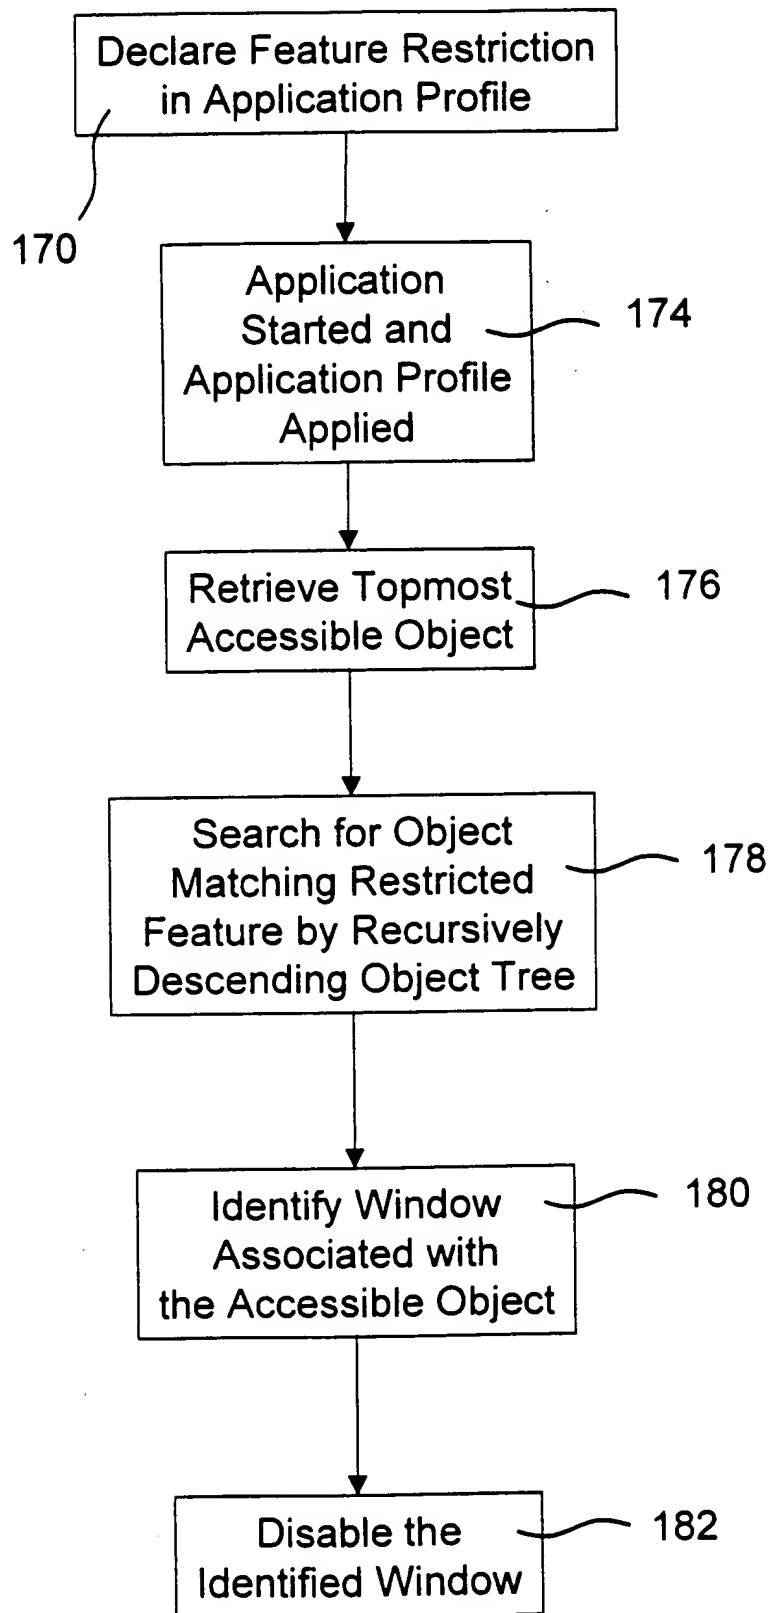 Declare Feature Restriction
in Application Profile
170
Application
Started and
Application Profile
Applied
174
Retrieve Topmost
Accessible Object
176
Search for Object
Matching Restricted
Feature by Recursively
Descending Object Tree
178
Identify Window
Associated with
the Accessible Object
180
Disable the
Identified Window
182